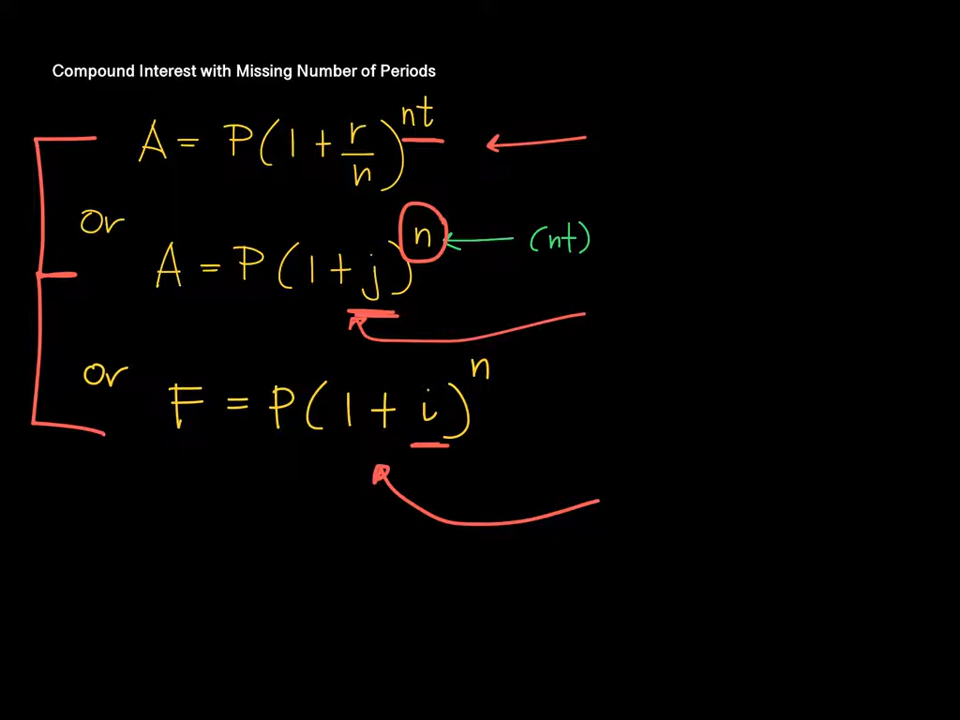 Compound Interest with Missing Number of Periods
A = P(1 + r/n)^nt
or
A = P(1 + j)^n ← (nt)
or F = P(1 + i)^n